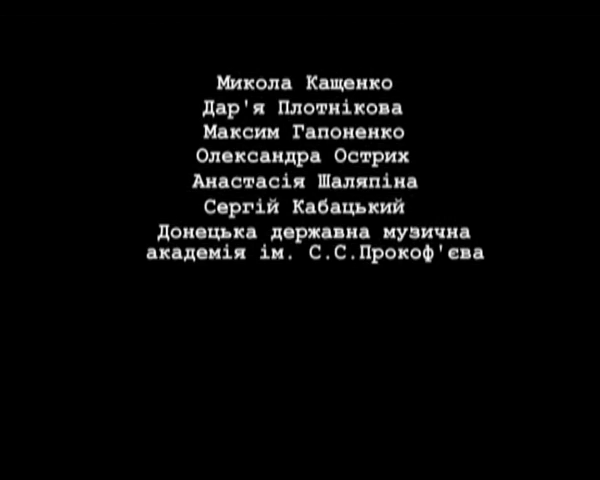 Микола Кащенко
Дар'я Плотнікова
Максим Гапоненко
Олександра Острих
Анастасія Шаляпіна
Сергій Кабацький
Донецька державна музична
академія ім. С.С.Прокоф'єва